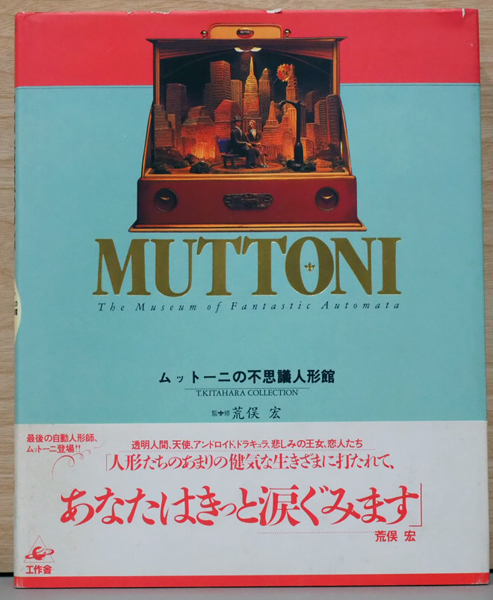 MUTTONI
The Museum of Fantastic Automata
ムットーニの不思議人形館
T.KITAHARA COLLECTION
監修 荒俣 宏
最後の自動人形師、
ムットーニ登場!!
透明人間、天使、アンドロイド、ドラキュラ、悲しみの王女、恋人たち
「人形たちのあまりの健気な生きざまに打たれて、
あなたはきっと涙ぐみます」
荒俣 宏
工作舎